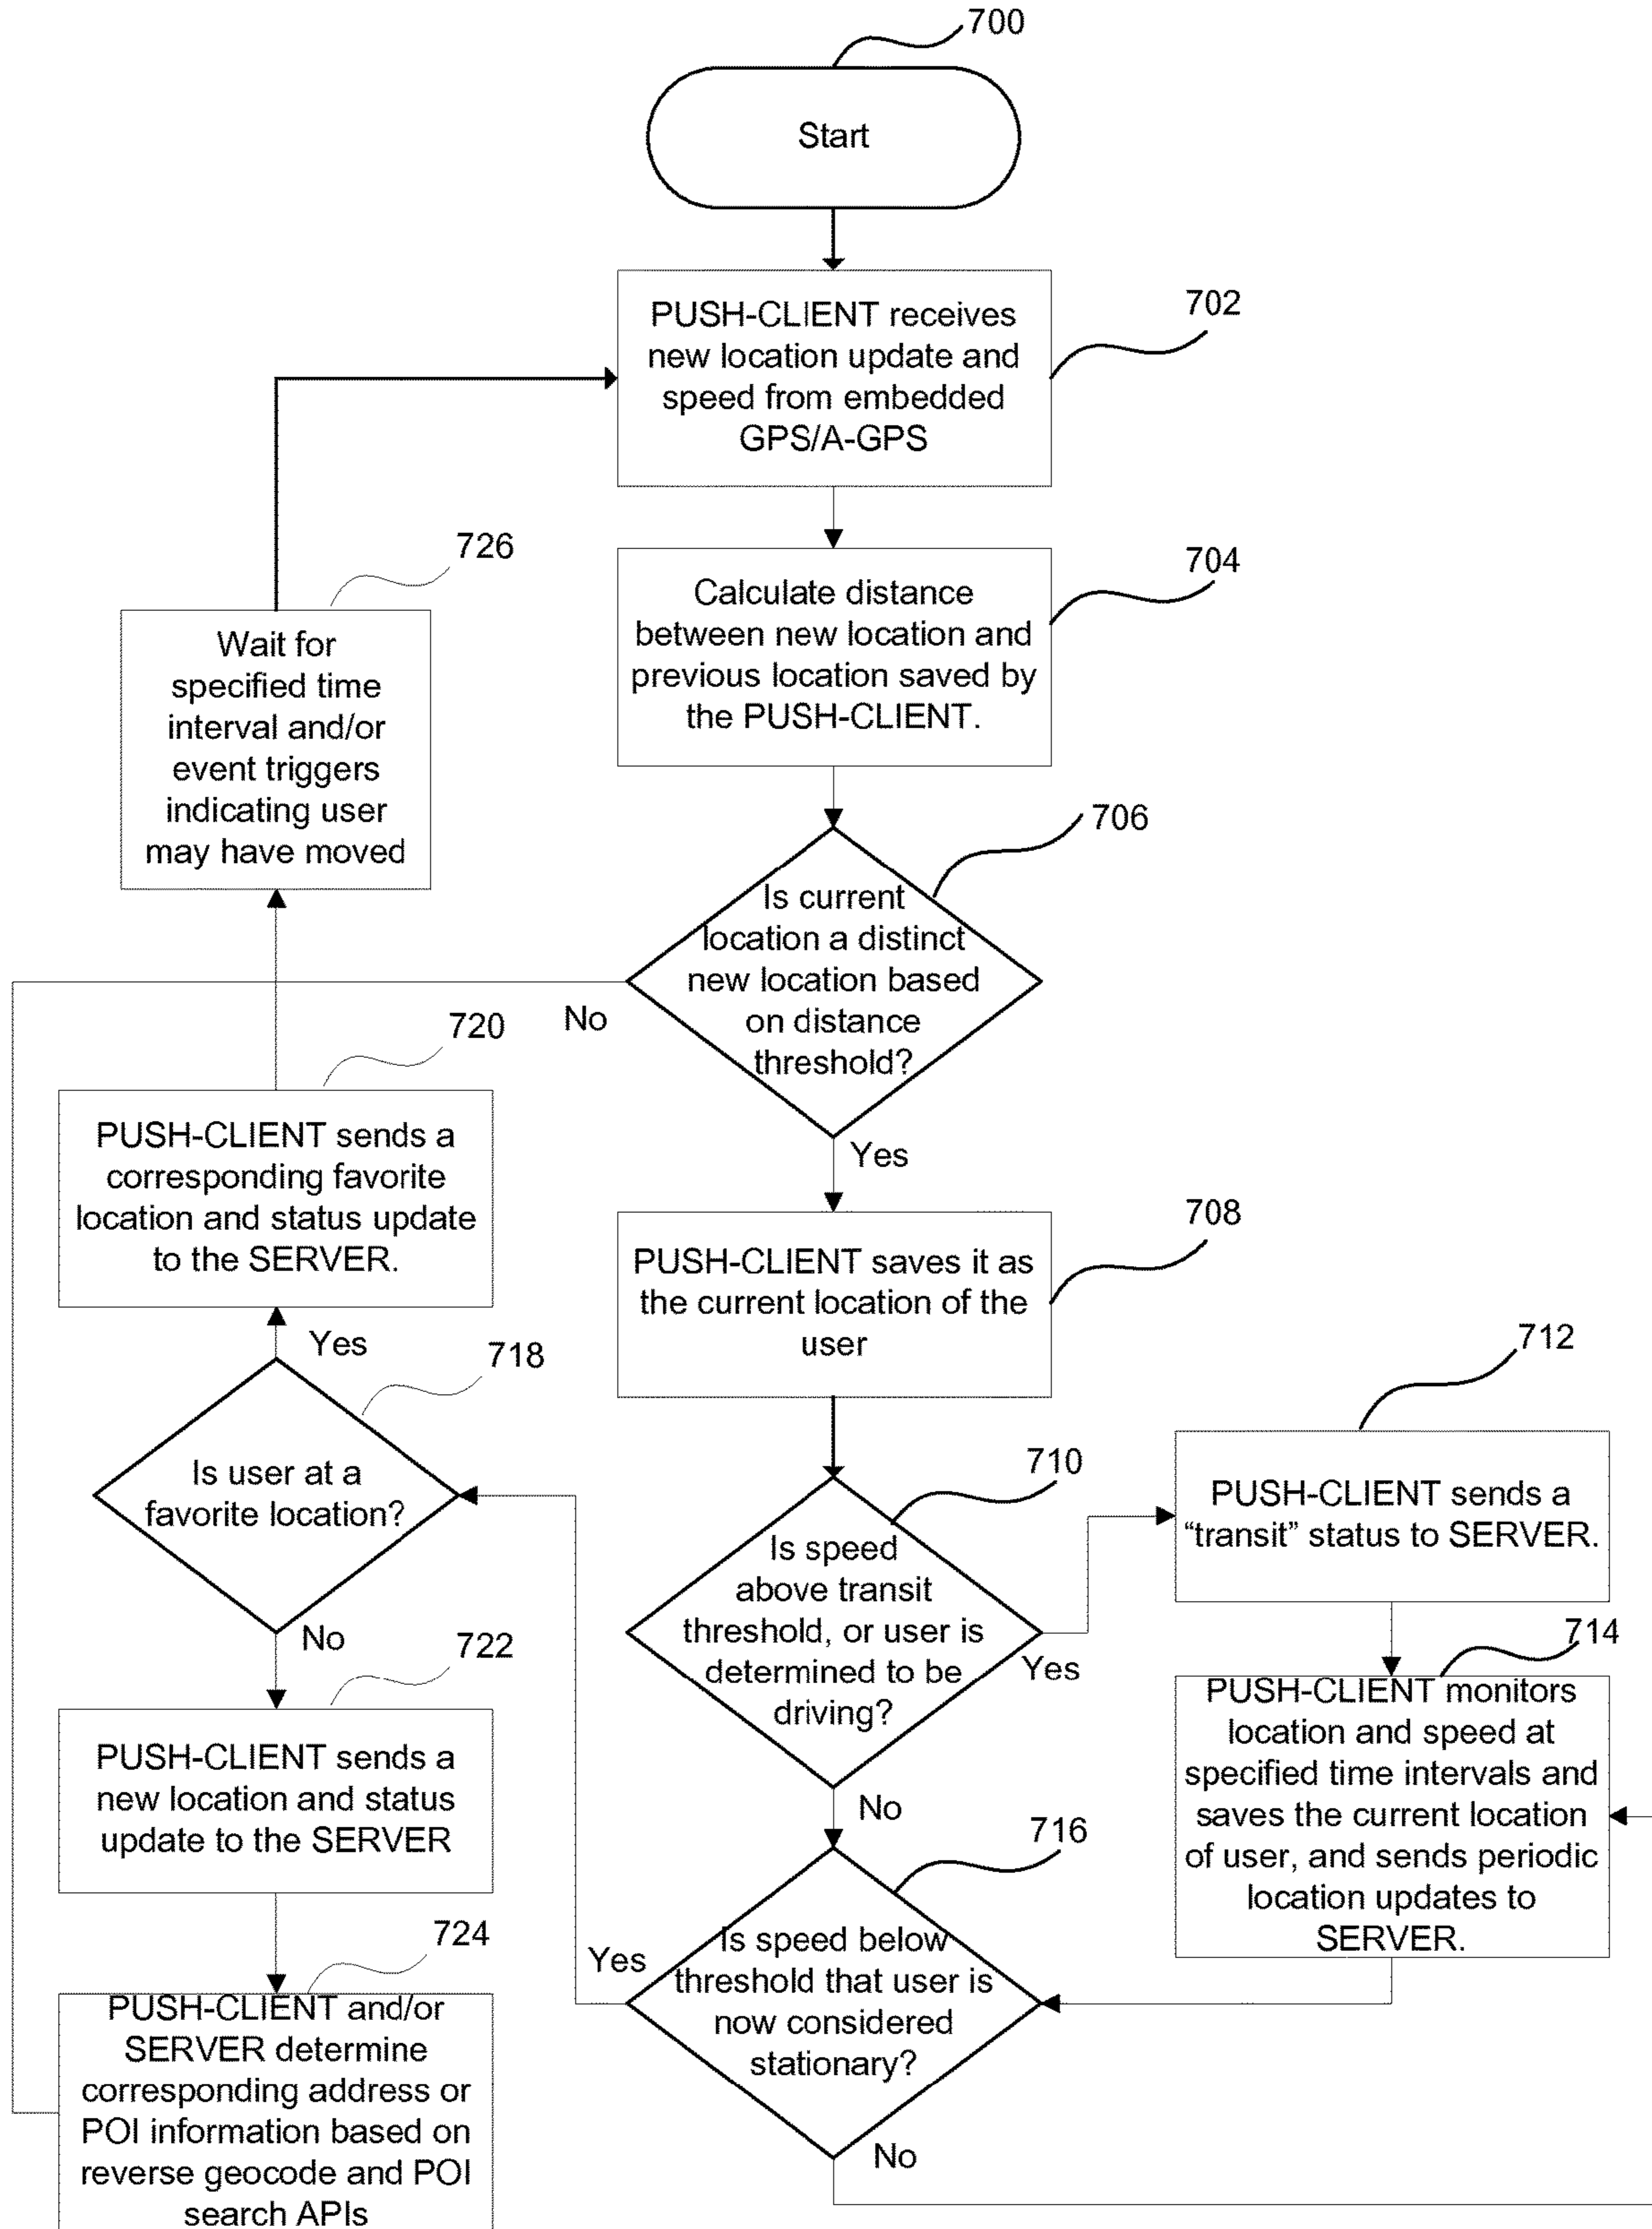 700
Start
702
PUSH-CLIENT receives
new location update and
speed from embedded
GPS/A-GPS
704
Calculate distance
between new location and
previous location saved by
the PUSH-CLIENT.
726
Wait for
specified time
interval and/or
event triggers
indicating user
may have moved
706
Is current
location a distinct
new location based
on distance
threshold?
No
Yes
720
PUSH-CLIENT sends a
corresponding favorite
location and status update
to the SERVER.
708
PUSH-CLIENT saves it as
the current location of the
user
Yes
718
Is user at a
favorite location?
No
712
PUSH-CLIENT sends a
“transit” status to SERVER.
710
Is speed
above transit
threshold, or user is
determined to be
driving?
Yes
No
714
PUSH-CLIENT monitors
location and speed at
specified time intervals and
saves the current location
of user, and sends periodic
location updates to
SERVER.
722
PUSH-CLIENT sends a
new location and status
update to the SERVER
716
Is speed below
threshold that user is
now considered
stationary?
Yes
No
724
PUSH-CLIENT and/or
SERVER determine
corresponding address or
POI information based on
reverse geocode and POI
search APIs